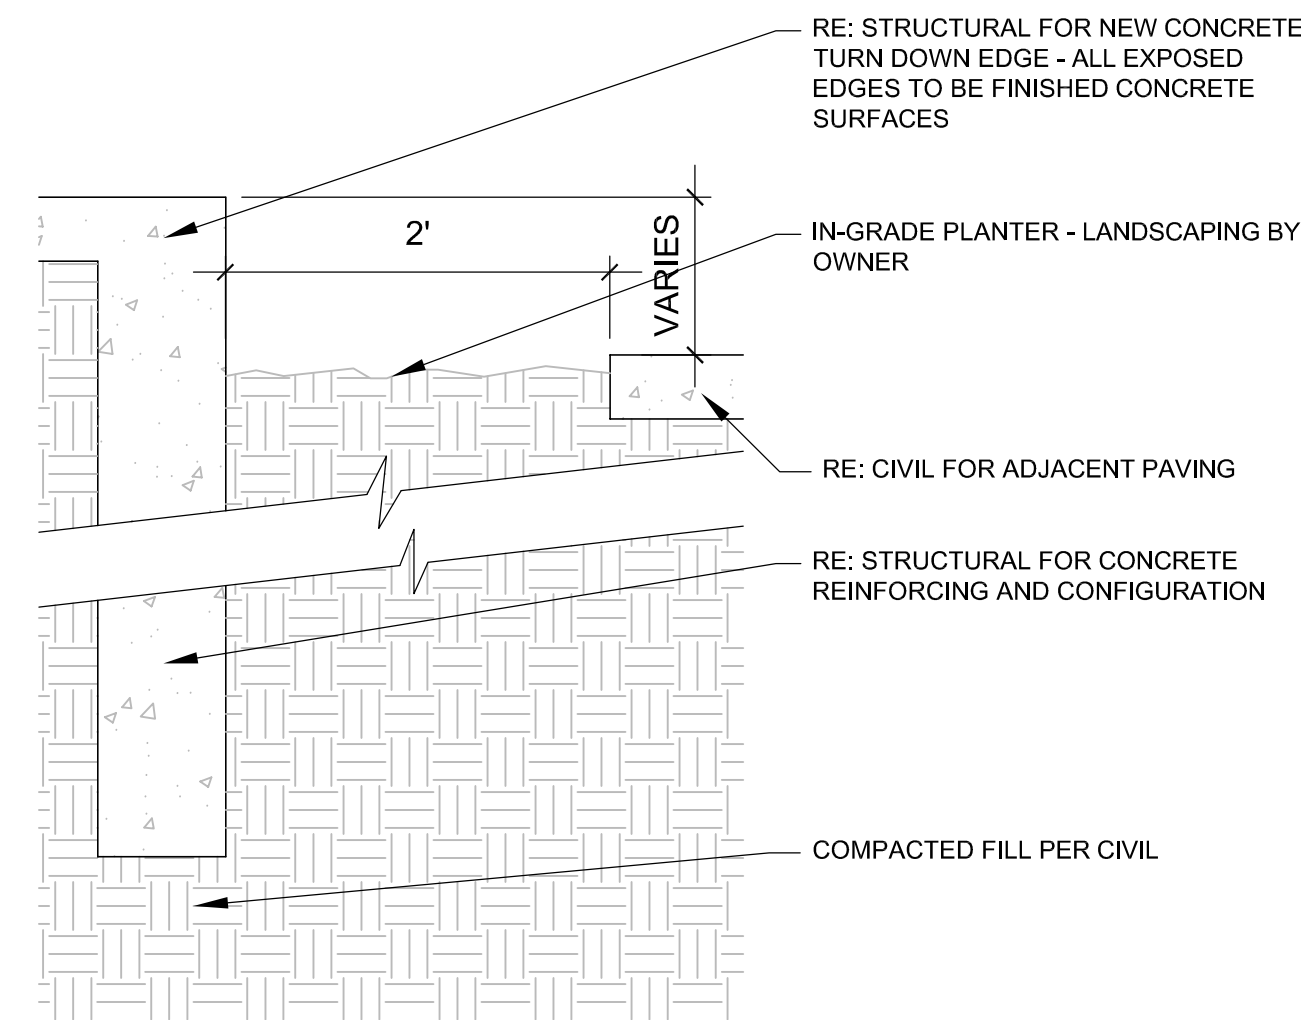 RE: STRUCTURAL FOR NEW CONCRETE
TURN DOWN EDGE - ALL EXPOSED
EDGES TO BE FINISHED CONCRETE
SURFACES
2'
VARIES
IN-GRADE PLANTER - LANDSCAPING BY
OWNER
RE: CIVIL FOR ADJACENT PAVING
RE: STRUCTURAL FOR CONCRETE
REINFORCING AND CONFIGURATION
COMPACTED FILL PER CIVIL